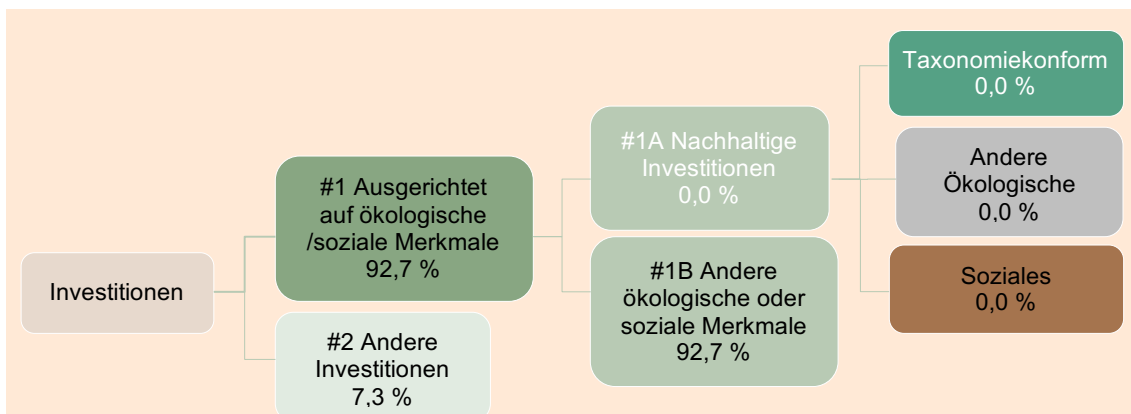 Investitionen
#1 Ausgerichtet
auf ökologische
/soziale Merkmale
92,7 %
#2 Andere
Investitionen
7,3 %
#1A Nachhaltige
Investitionen
0,0 %
#1B Andere
ökologische oder
soziale Merkmale
92,7 %
Taxonomiekonform
0,0 %
Andere
Ökologische
0,0 %
Soziales
0,0 %